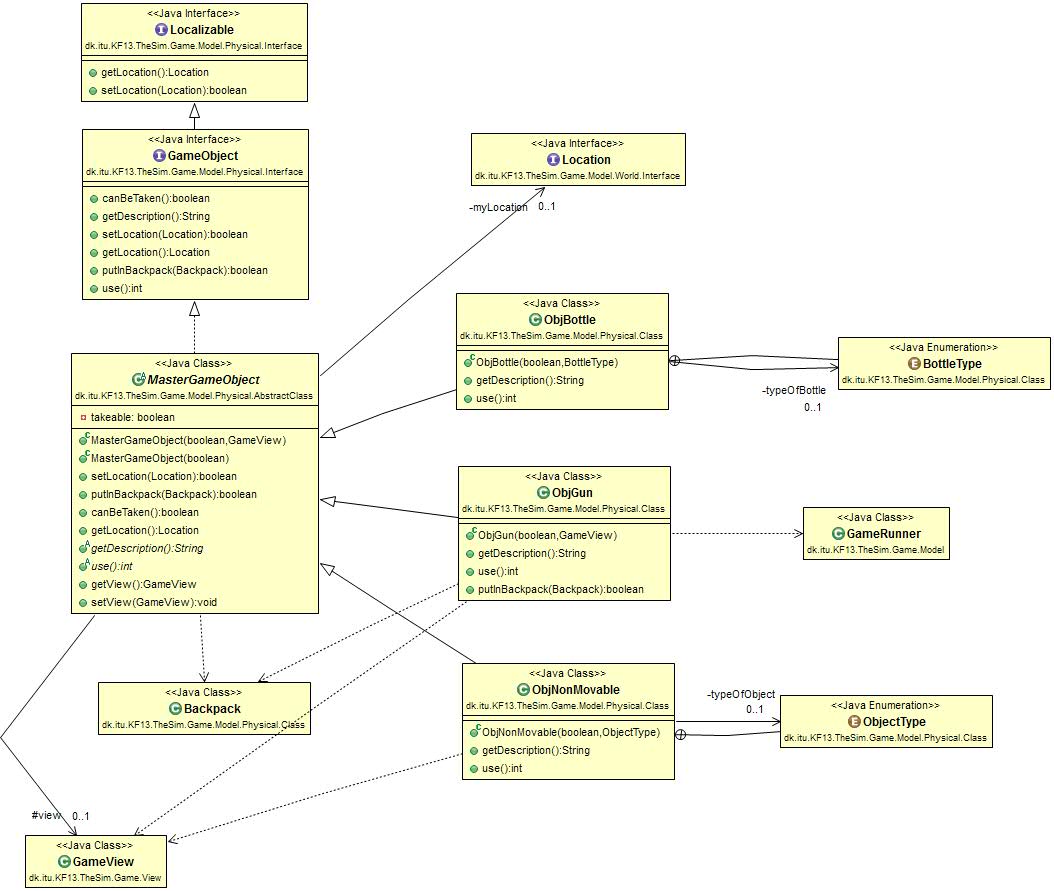 <<Java Interface>>
Localizable
dk.itu.KF13.TheSim.Game.Model.Physical.Interface
getLocation():Location
setLocation(Location):boolean
<<Java Interface>>
GameObject
dk.itu.KF13.TheSim.Game.Model.Physical.Interface
canBeTaken():boolean
getDescription():String
setLocation(Location):boolean
getLocation():Location
putInBackpack(Backpack):boolean
use():int
<<Java Interface>>
Location
dk.itu.KF13.TheSim.Game.Model.World.Interface
-myLocation
0..1
<<Java Class>>
MasterGameObject
dk.itu.KF13.TheSim.Game.Model.Physical.AbstractClass
takeable: boolean
MasterGameObject(boolean,GameView)
MasterGameObject(boolean)
setLocation(Location):boolean
putInBackpack(Backpack):boolean
canBeTaken():boolean
getLocation():Location
getDescription():String
use():int
getView():GameView
setView(GameView):void
<<Java Class>>
ObjBottle
dk.itu.KF13.TheSim.Game.Model.Physical.Class
ObjBottle(boolean,BottleType)
getDescription():String
use():int
<<Java Enumeration>>
BottleType
dk.itu.KF13.TheSim.Game.Model.Physical.Class
-typeOfBottle
0..1
<<Java Class>>
ObjGun
dk.itu.KF13.TheSim.Game.Model.Physical.Class
ObjGun(boolean,GameView)
getDescription():String
use():int
putInBackpack(Backpack):boolean
<<Java Class>>
GameRunner
dk.itu.KF13.TheSim.Game.Model
<<Java Class>>
Backpack
dk.itu.KF13.TheSim.Game.Model.Physical.Class
<<Java Class>>
ObjNonMovable
dk.itu.KF13.TheSim.Game.Model.Physical.Class
ObjNonMovable(boolean,ObjectType)
getDescription():String
use():int
-typeOfObject
0..1
<<Java Enumeration>>
ObjectType
dk.itu.KF13.TheSim.Game.Model.Physical.Class
#view
0..1
<<Java Class>>
GameView
dk.itu.KF13.TheSim.Game.View